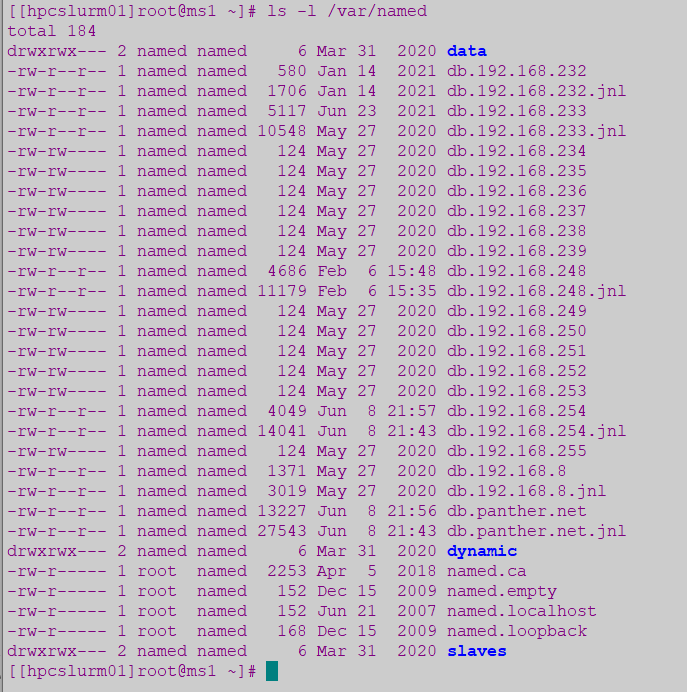 [[hpcslurm01]root@ms1 ~]# ls -l /var/named
total 184
drwxrwx--- 2 named named     6 Mar 31  2020 data
-rw-r--r-- 1 named named   580 Jan 14  2021 db.192.168.232
-rw-r--r-- 1 named named  1706 Jan 14  2021 db.192.168.232.jnl
-rw-r--r-- 1 named named  5117 Jun 23  2021 db.192.168.233
-rw-r--r-- 1 named named 10548 May 27  2020 db.192.168.233.jnl
-rw-rw---- 1 named named   124 May 27  2020 db.192.168.234
-rw-rw---- 1 named named   124 May 27  2020 db.192.168.235
-rw-rw---- 1 named named   124 May 27  2020 db.192.168.236
-rw-rw---- 1 named named   124 May 27  2020 db.192.168.237
-rw-rw---- 1 named named   124 May 27  2020 db.192.168.238
-rw-rw---- 1 named named   124 May 27  2020 db.192.168.239
-rw-r--r-- 1 named named  4686 Feb  6 15:48 db.192.168.248
-rw-r--r-- 1 named named 11179 Feb  6 15:35 db.192.168.248.jnl
-rw-rw---- 1 named named   124 May 27  2020 db.192.168.249
-rw-rw---- 1 named named   124 May 27  2020 db.192.168.250
-rw-rw---- 1 named named   124 May 27  2020 db.192.168.251
-rw-rw---- 1 named named   124 May 27  2020 db.192.168.252
-rw-rw---- 1 named named   124 May 27  2020 db.192.168.253
-rw-r--r-- 1 named named  4049 Jun  8 21:57 db.192.168.254
-rw-r--r-- 1 named named 14041 Jun  8 21:43 db.192.168.254.jnl
-rw-rw---- 1 named named   124 May 27  2020 db.192.168.255
-rw-r--r-- 1 named named  1371 May 27  2020 db.192.168.8
-rw-r--r-- 1 named named  3019 May 27  2020 db.192.168.8.jnl
-rw-r--r-- 1 named named 13227 Jun  8 21:56 db.panther.net
-rw-r--r-- 1 named named 27543 Jun  8 21:43 db.panther.net.jnl
drwxrwx--- 2 named named     6 Mar 31  2020 dynamic
-rw-r----- 1 root  named  2253 Apr  5  2018 named.ca
-rw-r----- 1 root  named   152 Dec 15  2009 named.empty
-rw-r----- 1 root  named   152 Jun 21  2007 named.localhost
-rw-r----- 1 root  named   168 Dec 15  2009 named.loopback
drwxrwx--- 2 named named     6 Mar 31  2020 slaves
[[hpcslurm01]root@ms1 ~]#